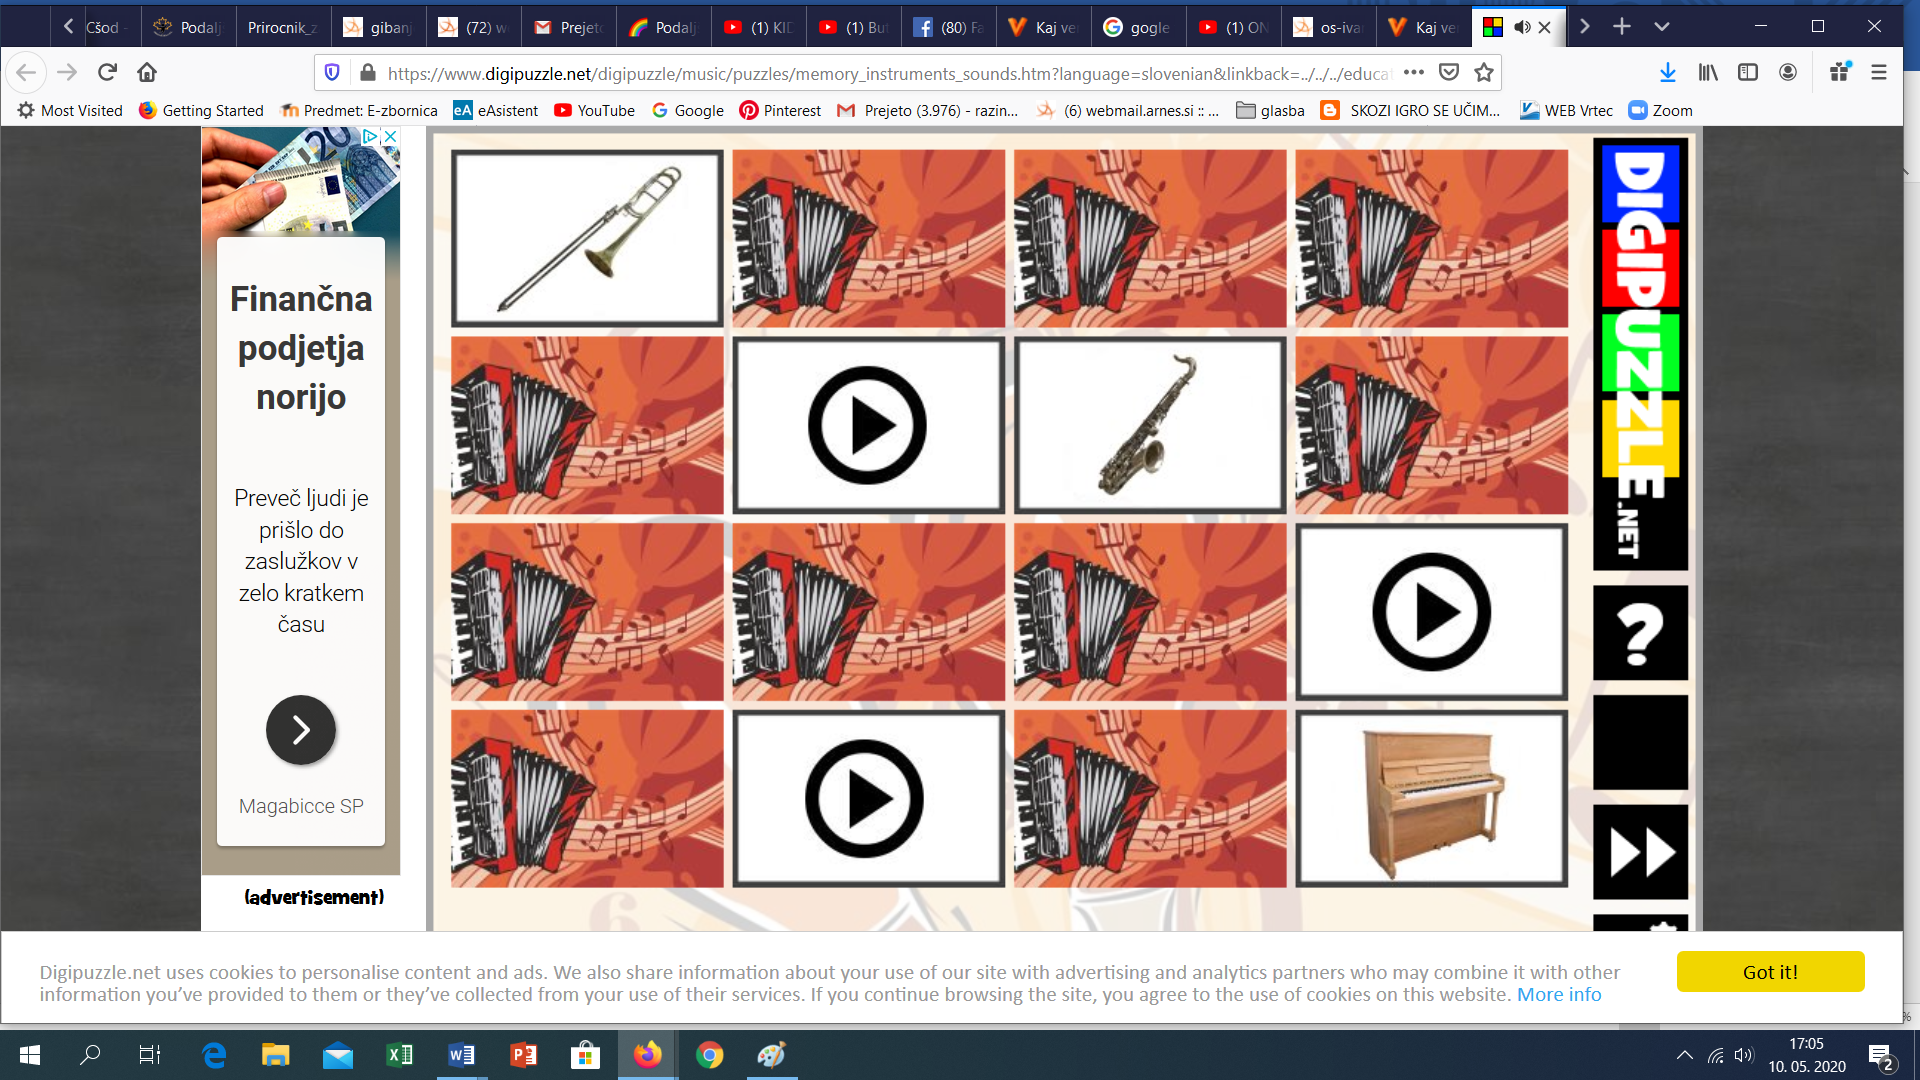 Cšod -
Podalj
Prirocnik_z
gibanj
(72) w
Prejeto
Podalj
(1) KID
(1) But
(80) Fa
Kaj ve
gogle
(1) ON
os-iva
Kaj ve
https://www.digipuzzle.net/digipuzzle/music/puzzles/memory_instruments_sounds.htm?language=slovenian&linkback=../../../educat
Most Visited
Getting Started
Predmet: E-zbornica
eA eAsistent
YouTube
Google
Pinterest
Prejeto (3.976) - razin...
(6) webmail.arnes.si :: ...
glasba
SKOZI IGRO SE UČIM...
WEB Vrtec
Zoom
Finančna
podjetja
norijo
Preveč ljudi je
prišlo do
zaslužkov v
zelo kratkem
času
Magabicce SP
(advertisement)
DIGIPUZZLE.NET
?
Digipuzzle.net uses cookies to personalise content and ads. We also share information about your use of our site with advertising and analytics partners who may combine it with other
information you've provided to them or they've collected from your use of their services. If you continue browsing the site, you agree to the use of cookies on this website. More info
Got it!
%
17:05
10. 05. 2020
2